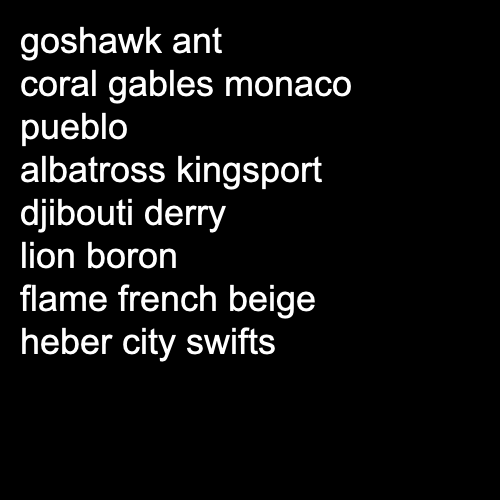 goshawk ant
coral gables monaco
pueblo
albatross kingsport
djibouti derry
lion boron
flame french beige
heber city swifts